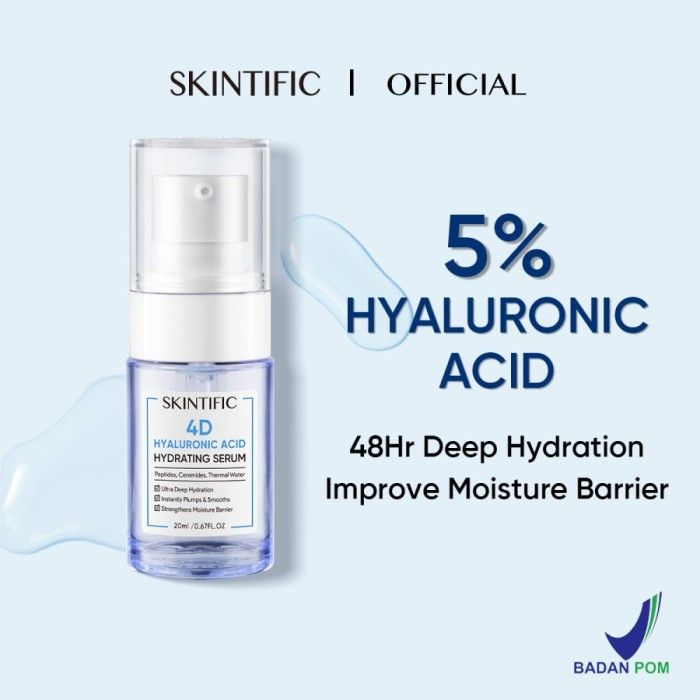 SKINTIFIC | OFFICIAL
5%
HYALURONIC
ACID
48Hr Deep Hydration
Improve Moisture Barrier
SKINTIFIC
4D
HYALURONIC ACID
HYDRATING SERUM
Peptides, Ceramides, Thermal Water
Ultra Deep Hydration
Instantly Plumps & Smooths
Strengthens Moisture Barrier
20ml /0.67FL.OZ
BADAN POM